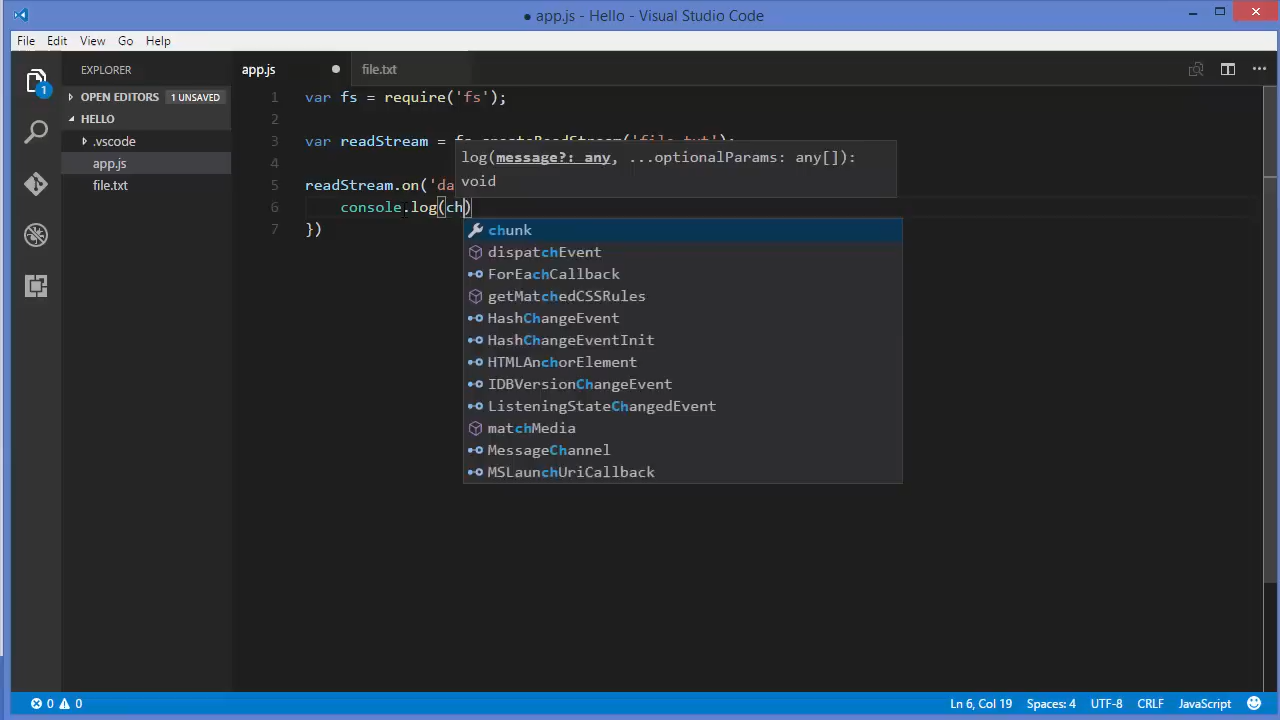 ● app.js - Hello - Visual Studio Code
File Edit View Go Help
EXPLORER
OPEN EDITORS 1 UNSAVED
HELLO
.vscode
app.js
file.txt
1
app.js
file.txt
1 var fs = require('fs');
2
3 var readStream = fs.createReadStream('file.txt');
4
5 readStream.on('da
6 console.log(ch)
7 })
log(message?: any, ...optionalParams: any[]):
void
chunk
dispatchEvent
ForEachCallback
getMatchedCSSRules
HashChangeEvent
HashChangeEventInit
HTMLAnchorElement
IDBVersionChangeEvent
ListeningStateChangedEvent
matchMedia
MessageChannel
MSLaunchUriCallback
0 0
Ln 6, Col 19 Spaces: 4 UTF-8 CRLF JavaScript